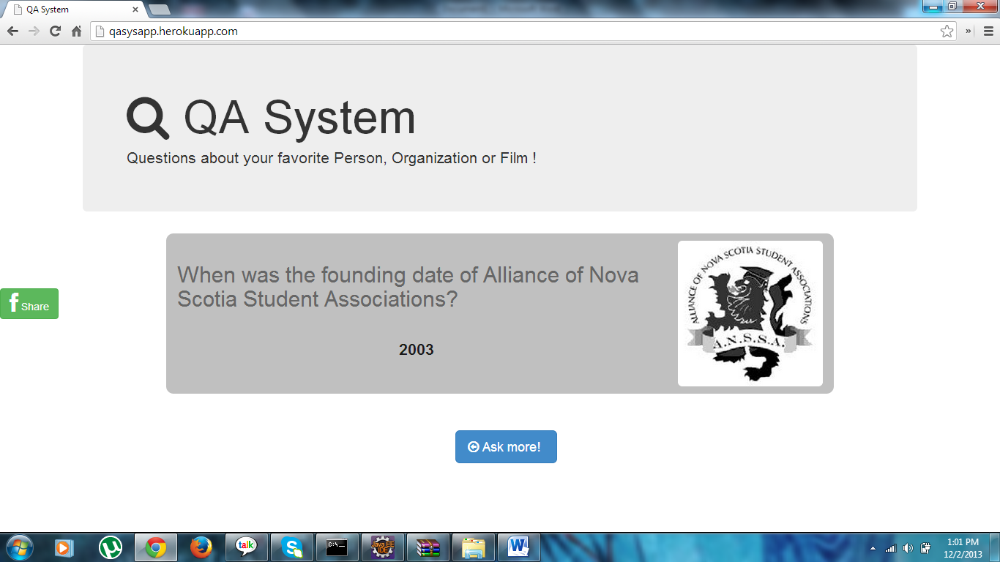 QA System
qasysapp.herokuapp.com
»
QA System
Questions about your favorite Person, Organization or Film !
When was the founding date of Alliance of Nova
Scotia Student Associations?
2003
ALLIANCE OF NOVA SCOTIA STUDENT ASSOCIATIONS
A.N.S.S.A.
f Share
Ask more!
talk
C:\
Java EE
IDE
W
1:01 PM
12/2/2013